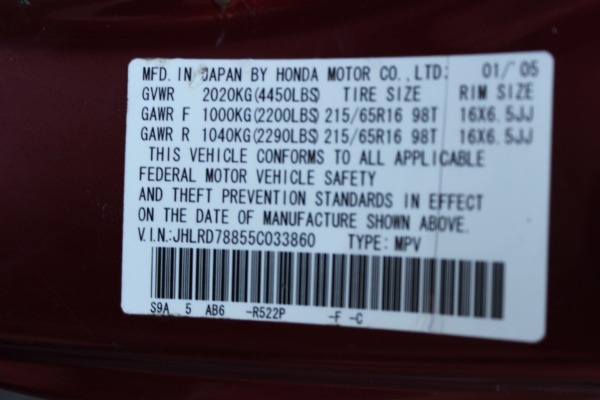 MFD. IN JAPAN BY HONDA MOTOR CO.,LTD: 01/'05
GVWR 2020KG(4450LBS) TIRE SIZE RIM SIZE
GAWR F 1000KG(2200LBS) 215/65R16 98T 16X6.5JJ
GAWR R 1040KG(2290LBS) 215/65R16 98T 16X6.5JJ
THIS VEHICLE CONFORMS TO ALL APPLICABLE
FEDERAL MOTOR VEHICLE SAFETY
AND THEFT PREVENTION STANDARDS IN EFFECT
ON THE DATE OF MANUFACTURE SHOWN ABOVE.
V.I.N.:JHLRD78855C033860 TYPE: MPV
S9A 5 AB6 -R522P -F -C